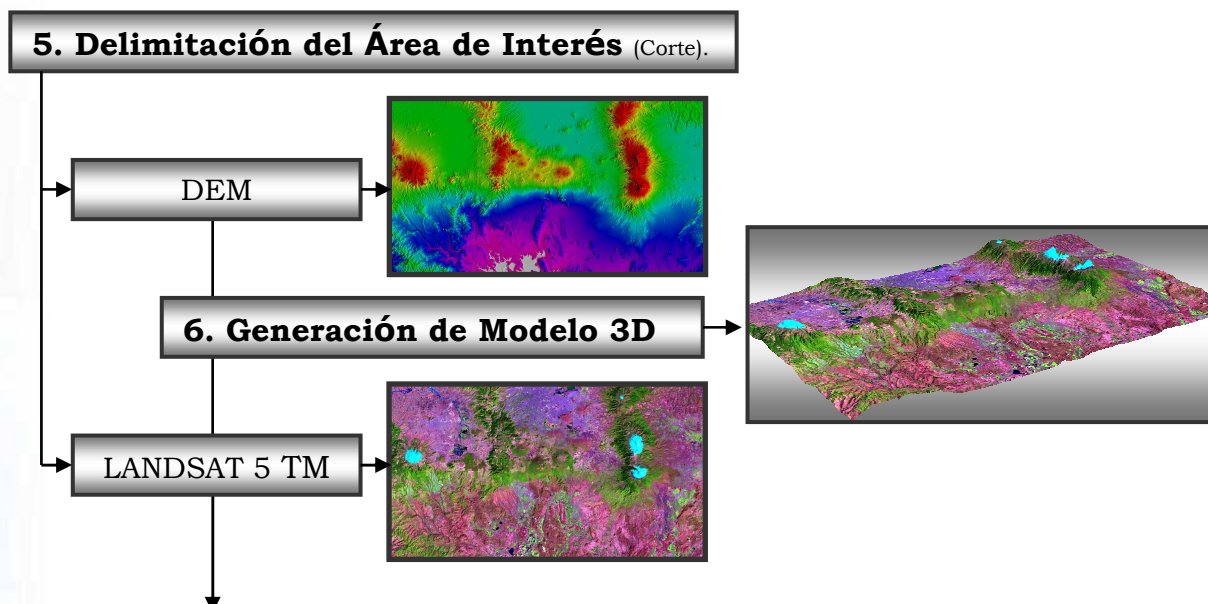 5. Delimitación del Área de Interés (Corte).
DEM
6. Generación de Modelo 3D
LANDSAT 5 TM